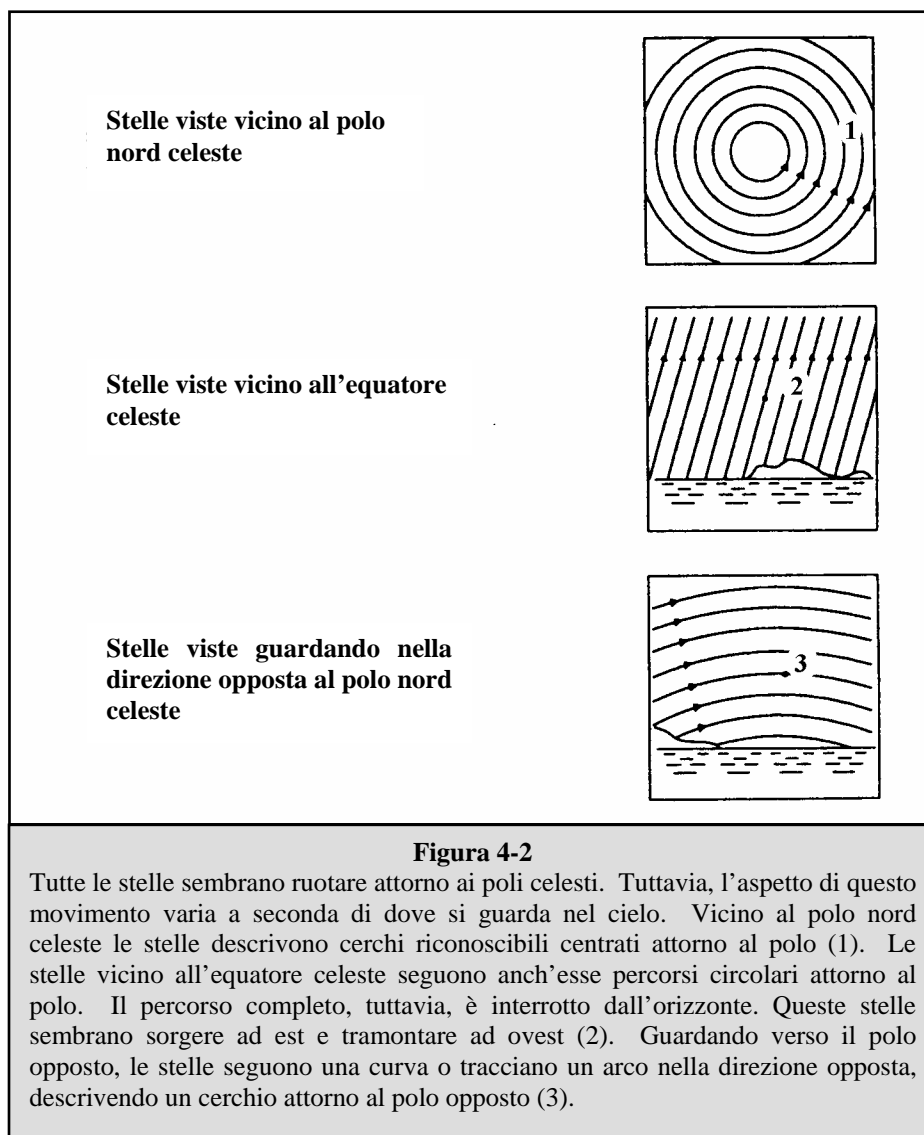 Stelle viste vicino al polo
nord celeste
1
Stelle viste vicino all'equatore
celeste
2
Stelle viste guardando nella
direzione opposta al polo nord
celeste
3
Figura 4-2
Tutte le stelle sembrano ruotare attorno ai poli celesti. Tuttavia, l'aspetto di questo
movimento varia a seconda di dove si guarda nel cielo. Vicino al polo nord
celeste le stelle descrivono cerchi riconoscibili centrati attorno al polo (1). Le
stelle vicino all'equatore celeste seguono anch'esse percorsi circolari attorno al
polo. Il percorso completo, tuttavia, è interrotto dall'orizzonte. Queste stelle
sembrano sorgere ad est e tramontare ad ovest (2). Guardando verso il polo
opposto, le stelle seguono una curva o tracciano un arco nella direzione opposta,
descrivendo un cerchio attorno al polo opposto (3).